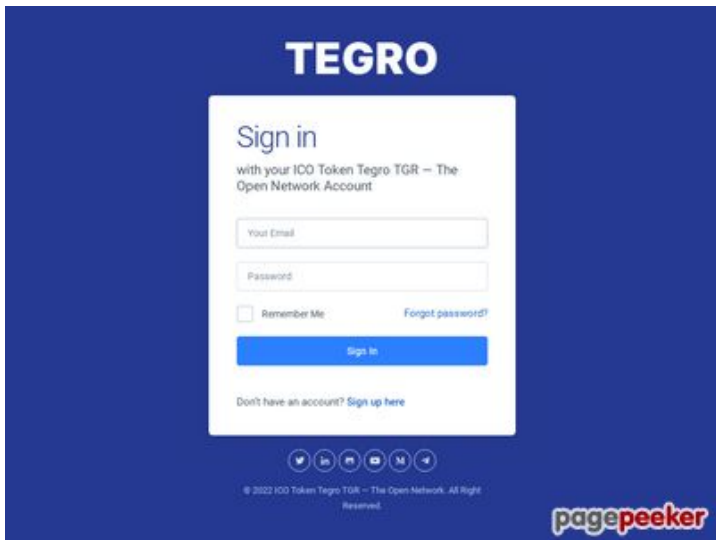 TEGRO
Sign in
with your ICO Token Tegro TGR — The
Open Network Account
Your Email
Password
Remember Me
Forgot password?
Sign In
Don't have an account? Sign up here
© 2022 ICO Token Tegro TGR — The Open Network. All Right
Reserved.
pagepeeker